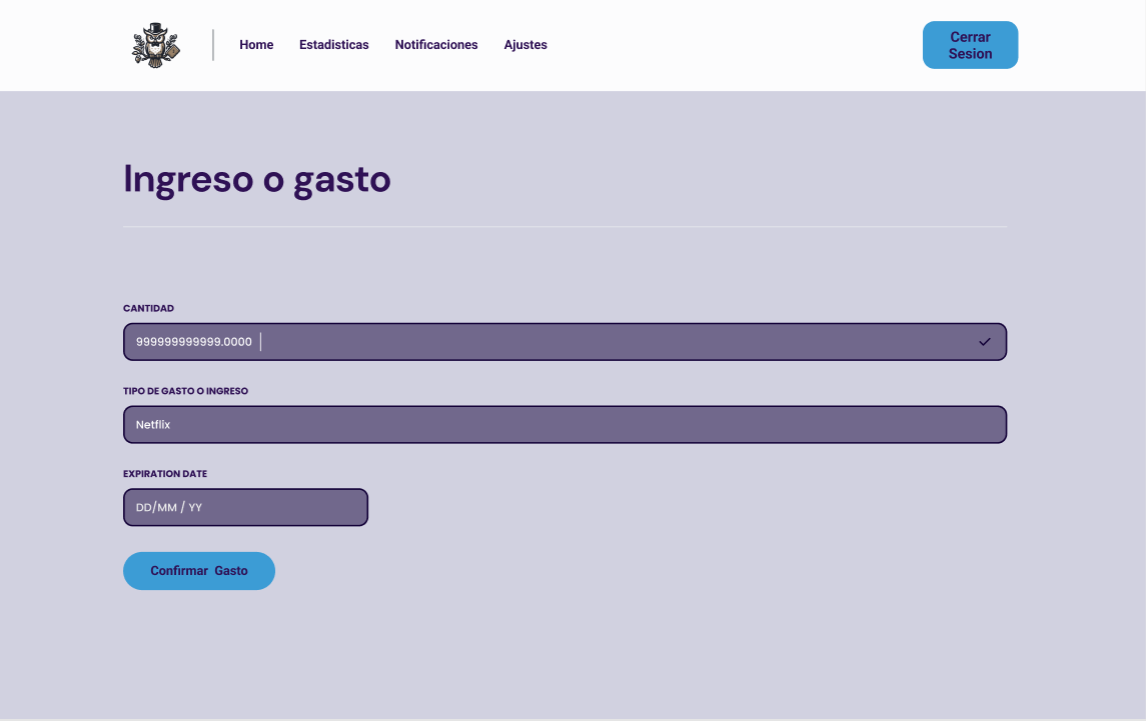 Home Estadisticas Notificaciones Ajustes
Cerrar
Sesion
Ingreso o gasto
CANTIDAD
999999999999.0000
TIPO DE GASTO O INGRESO
Netflix
EXPIRATION DATE
DD/MM / YY
Confirmar Gasto